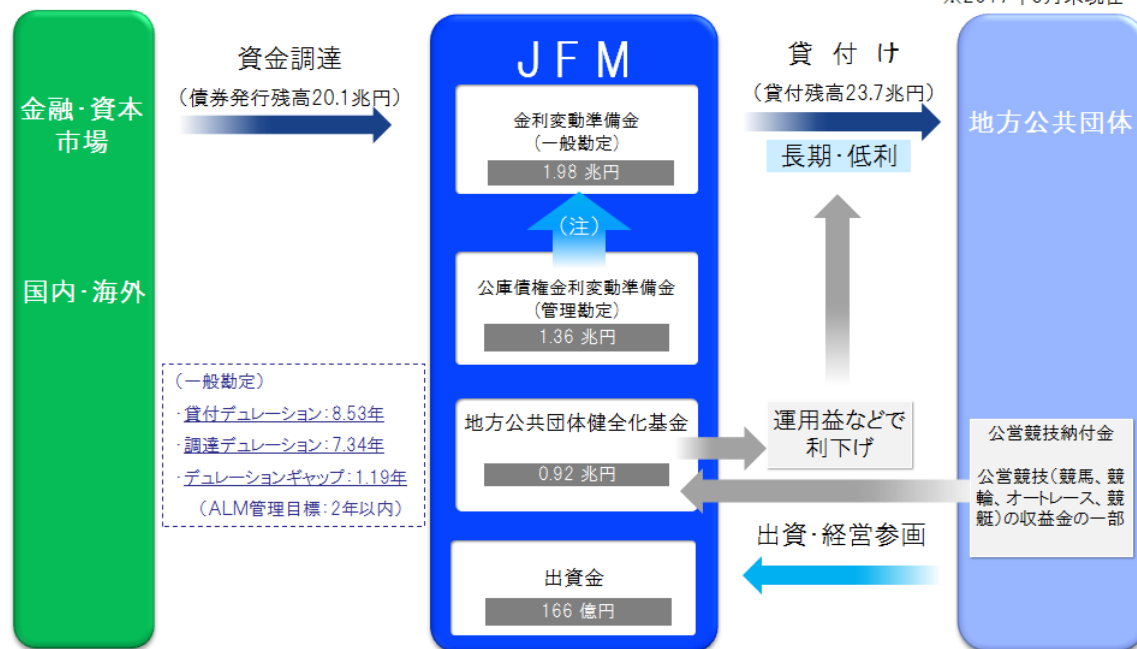 金融・資本
市場
国内・海外
資金調達
（債券発行残高20.1兆円）
（一般勘定）
・貸付デュレーション：8.53年
・調達デュレーション：7.34年
・デュレーションギャップ：1.19年
（ALM管理目標：2年以内）
ＪＦＭ
金利変動準備金
（一般勘定）
1.98 兆円
（注）
公庫債権金利変動準備金
（管理勘定）
1.36 兆円
地方公共団体健全化基金
0.92 兆円
出資金
166 億円
貸 付 け
（貸付残高23.7兆円）
長期・低利
運用益などで
利下げ
出資・経営参画
地方公共団体
公営競技納付金
公営競技（競馬、競
輪、オートレース、競
艇）の収益金の一部